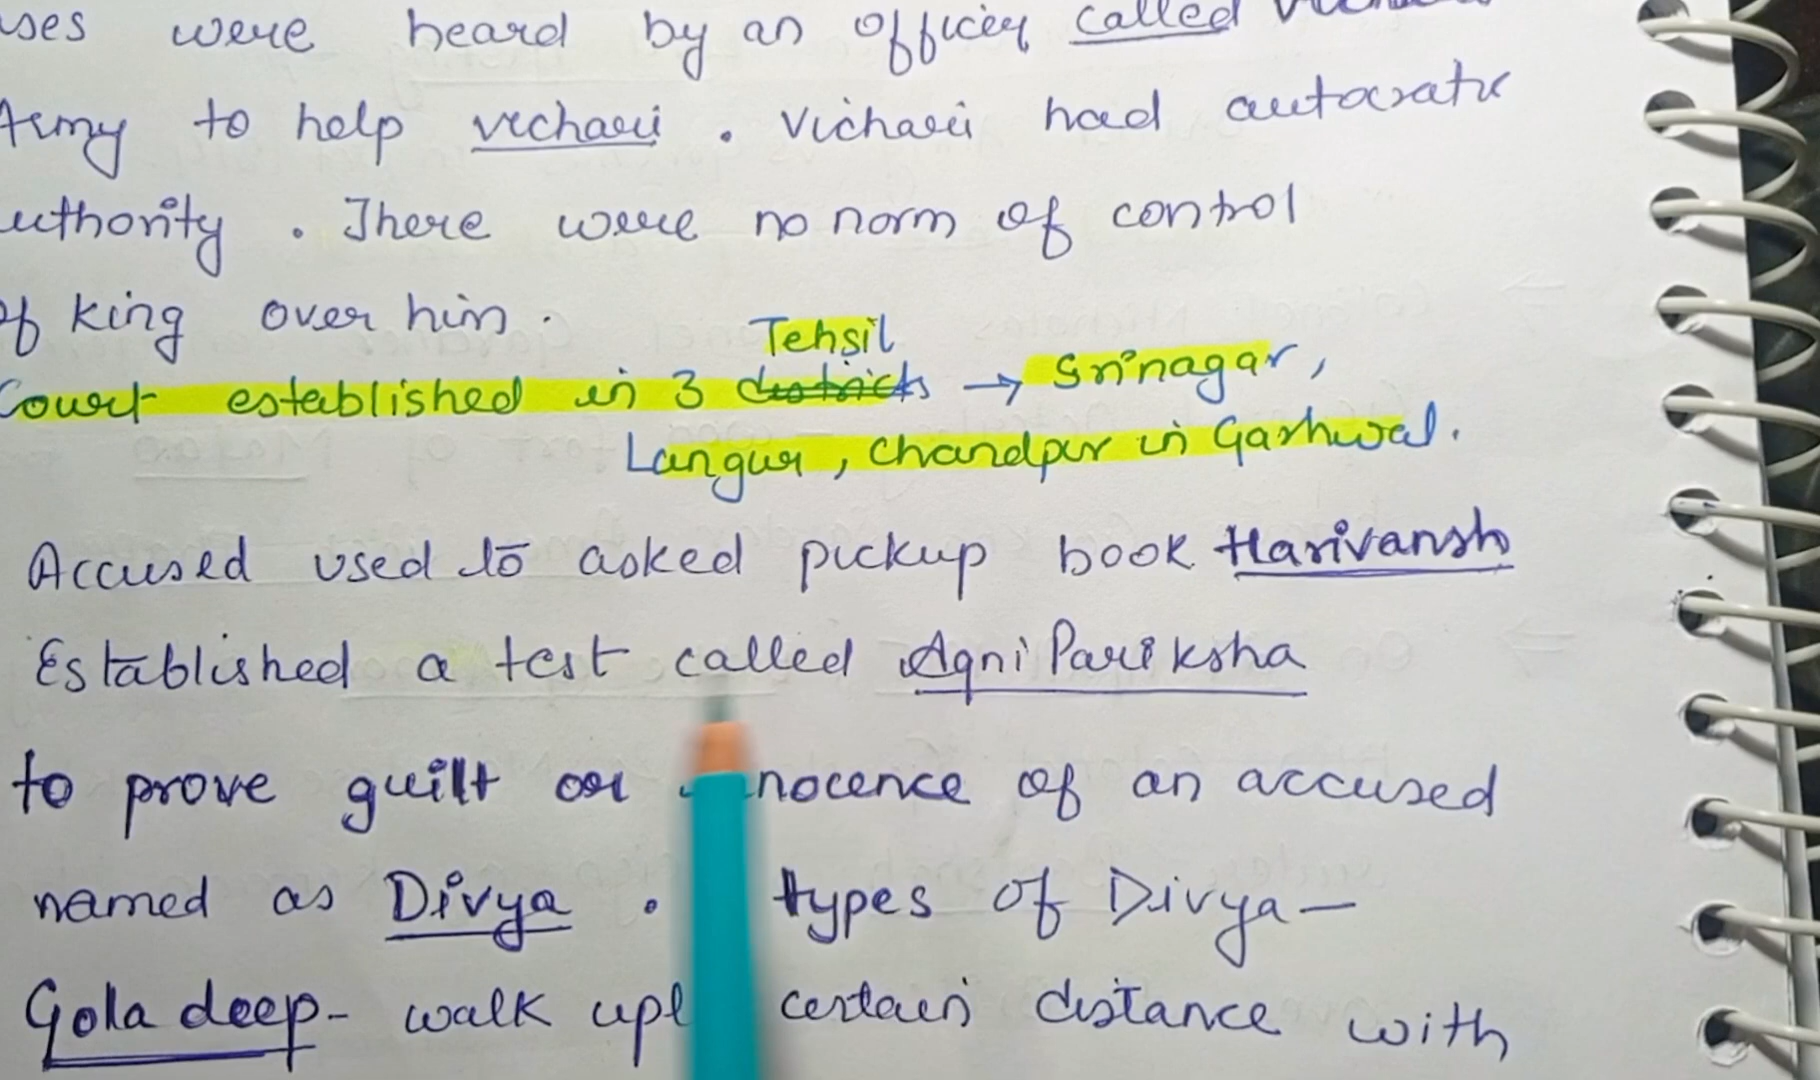 were heard by an officer called
Army to help vichari . Vichari had autocratic
uthority . There were no norm of control
of king over him .
Tehsil
Court established in 3 districts → Srinagar,
Langur, Chandpur in Garhwal.
Accused used to asked pickup book Harivansh
Established a test called Agni Pariksha
to prove guilt or nocence of an accused
named as Divya . types of Divya-
Gola deep - walk certain distance with